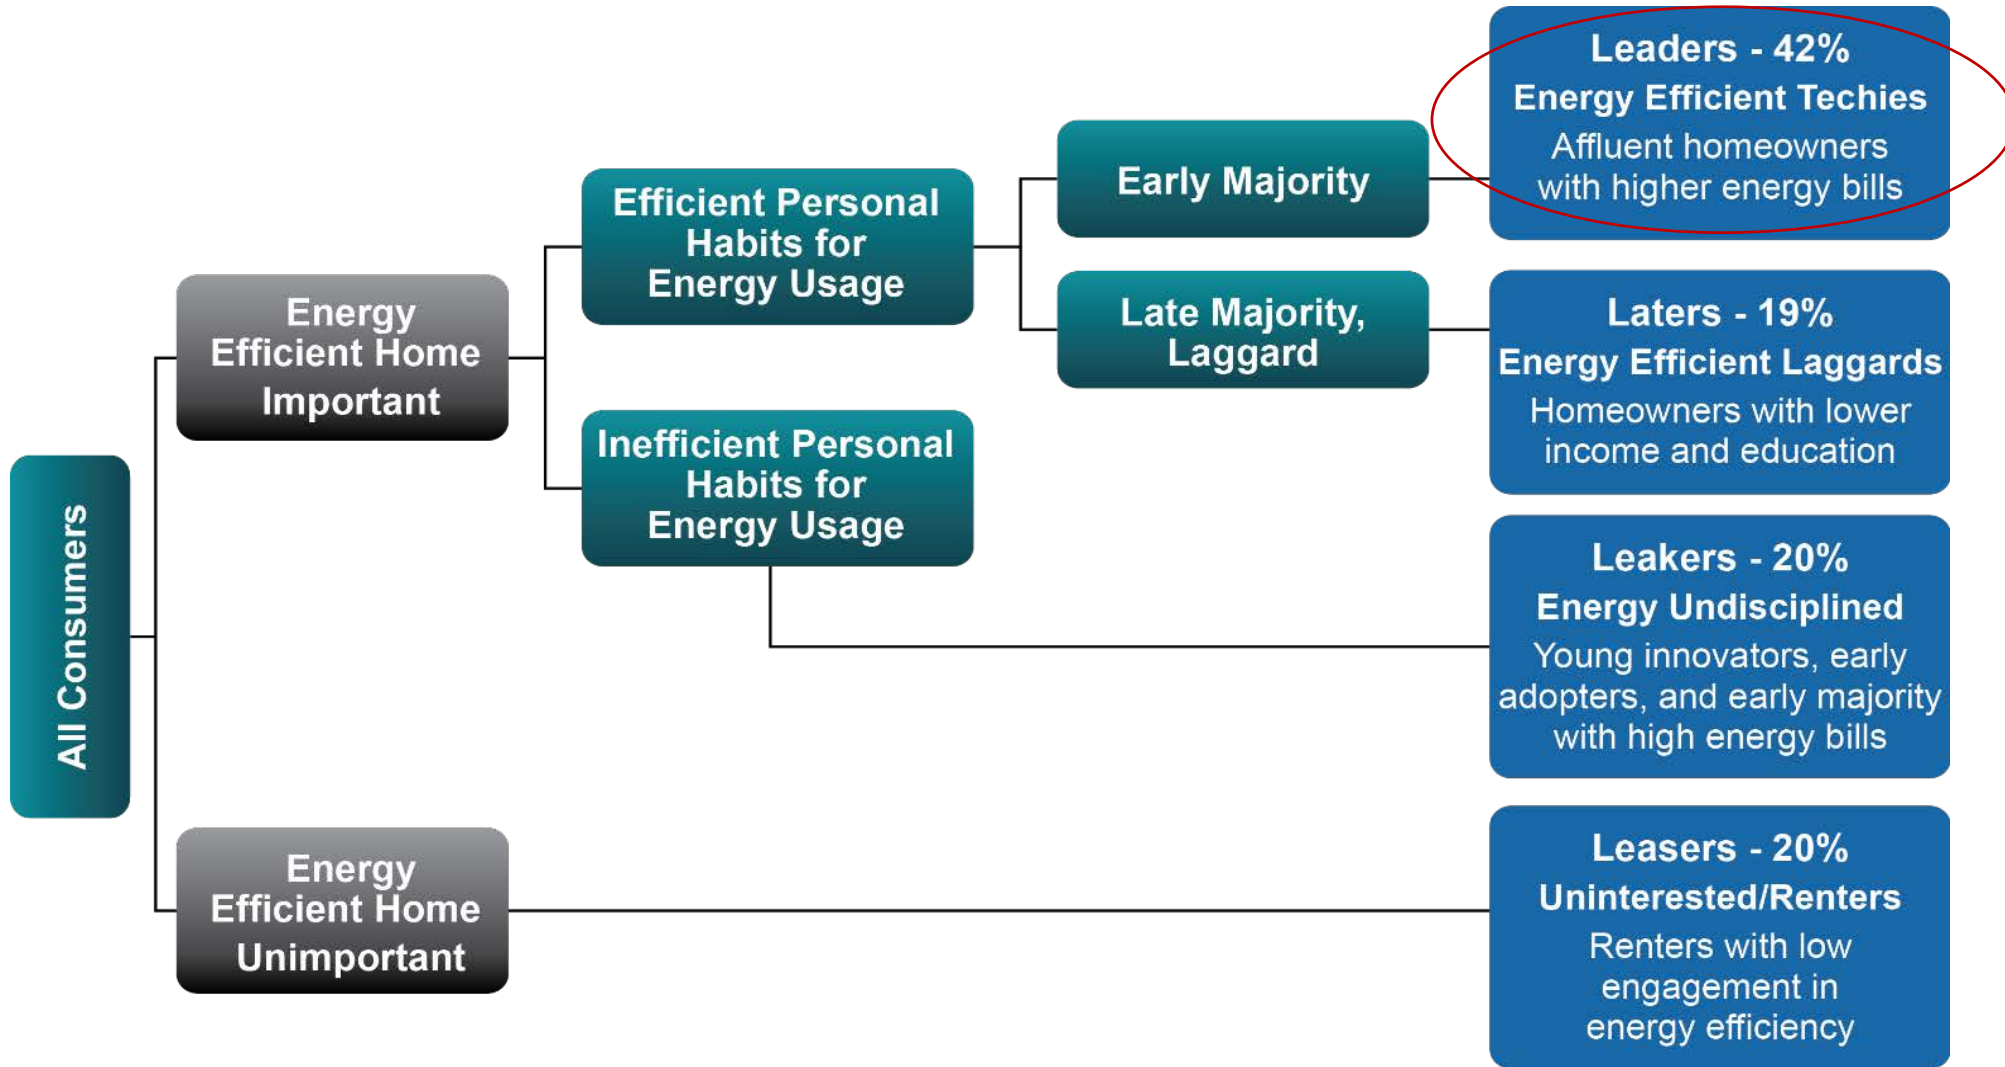 All Consumers
Energy
Efficient Home
Important
Energy
Efficient Home
Unimportant
Efficient Personal
Habits for
Energy Usage
Inefficient Personal
Habits for
Energy Usage
Early Majority
Late Majority,
Laggard
Leaders - 42%
Energy Efficient Techies
Affluent homeowners
with higher energy bills
Laters - 19%
Energy Efficient Laggards
Homeowners with lower
income and education
Leakers - 20%
Energy Undisciplined
Young innovators, early
adopters, and early majority
with high energy bills
Leasers - 20%
Uninterested/Renters
Renters with low
engagement in
energy efficiency